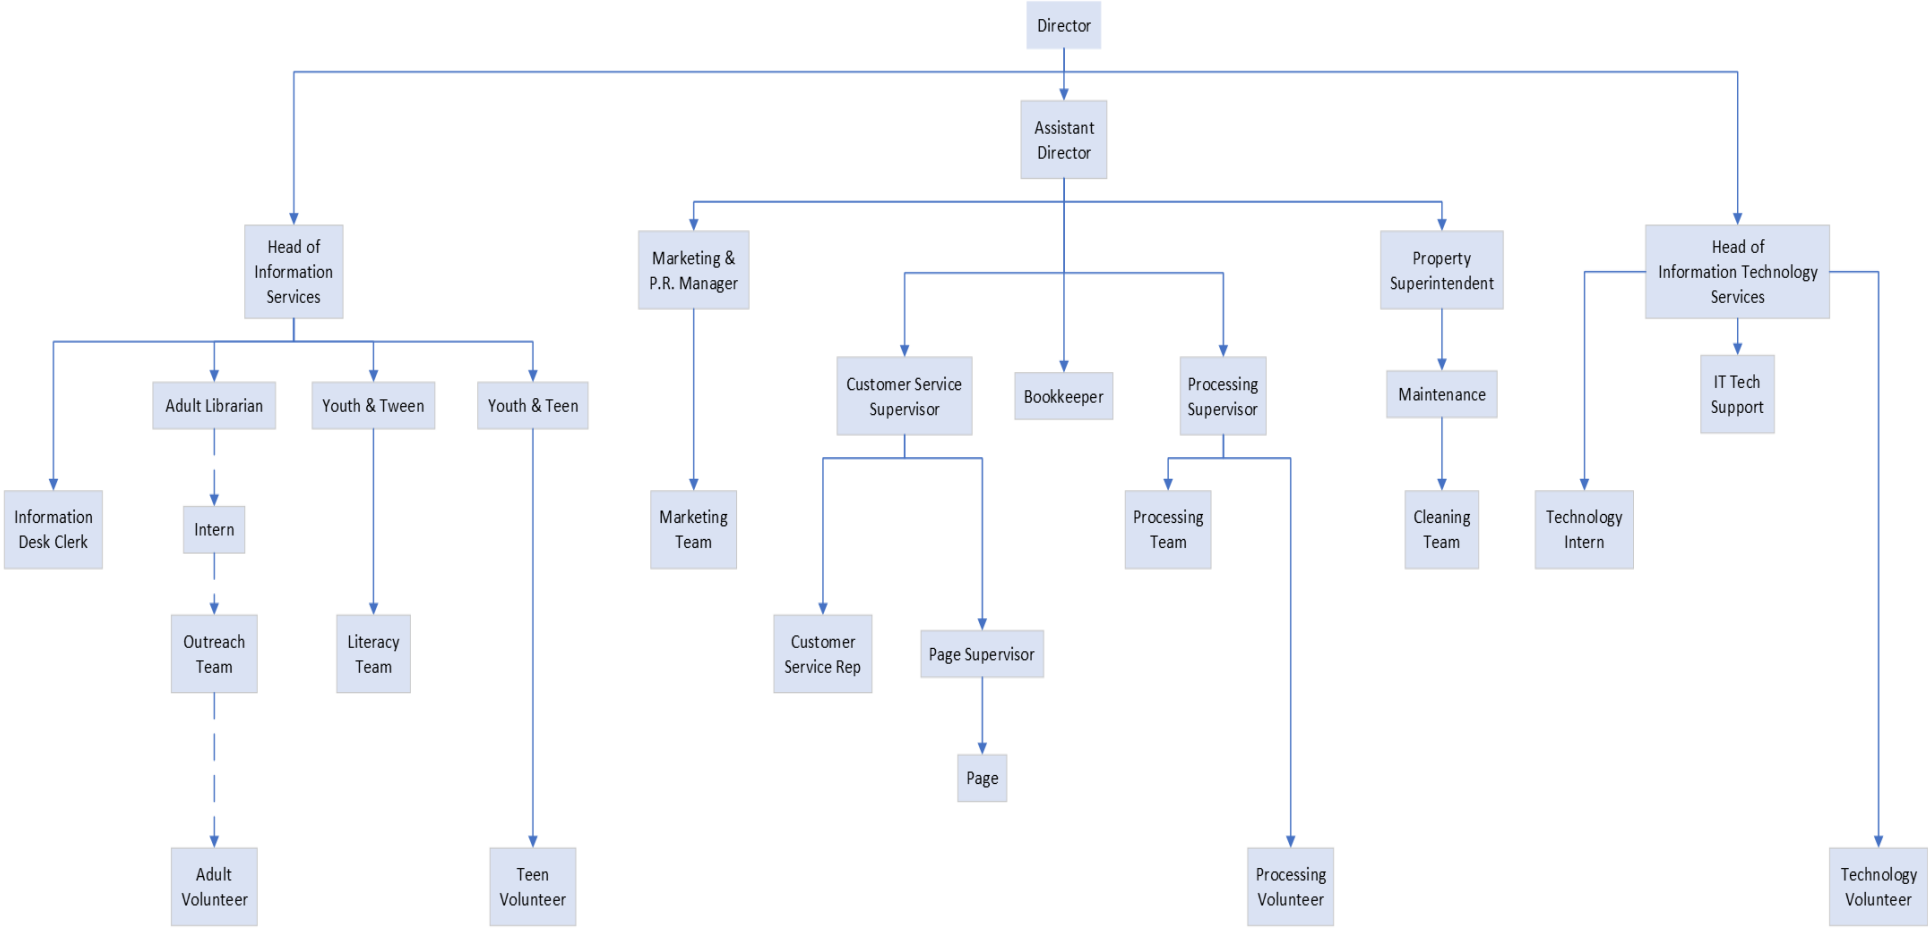 Director
Assistant
Director
Head of
Information
Services
Marketing &
P.R. Manager
Property
Superintendent
Head of
Information Technology
Services
Adult Librarian
Youth & Tween
Youth & Teen
Customer Service
Supervisor
Bookkeeper
Processing
Supervisor
Maintenance
IT Tech
Support
Information
Desk Clerk
Intern
Marketing
Team
Processing
Team
Cleaning
Team
Technology
Intern
Outreach
Team
Literacy
Team
Customer
Service Rep
Page Supervisor
Page
Adult
Volunteer
Teen
Volunteer
Processing
Volunteer
Technology
Volunteer